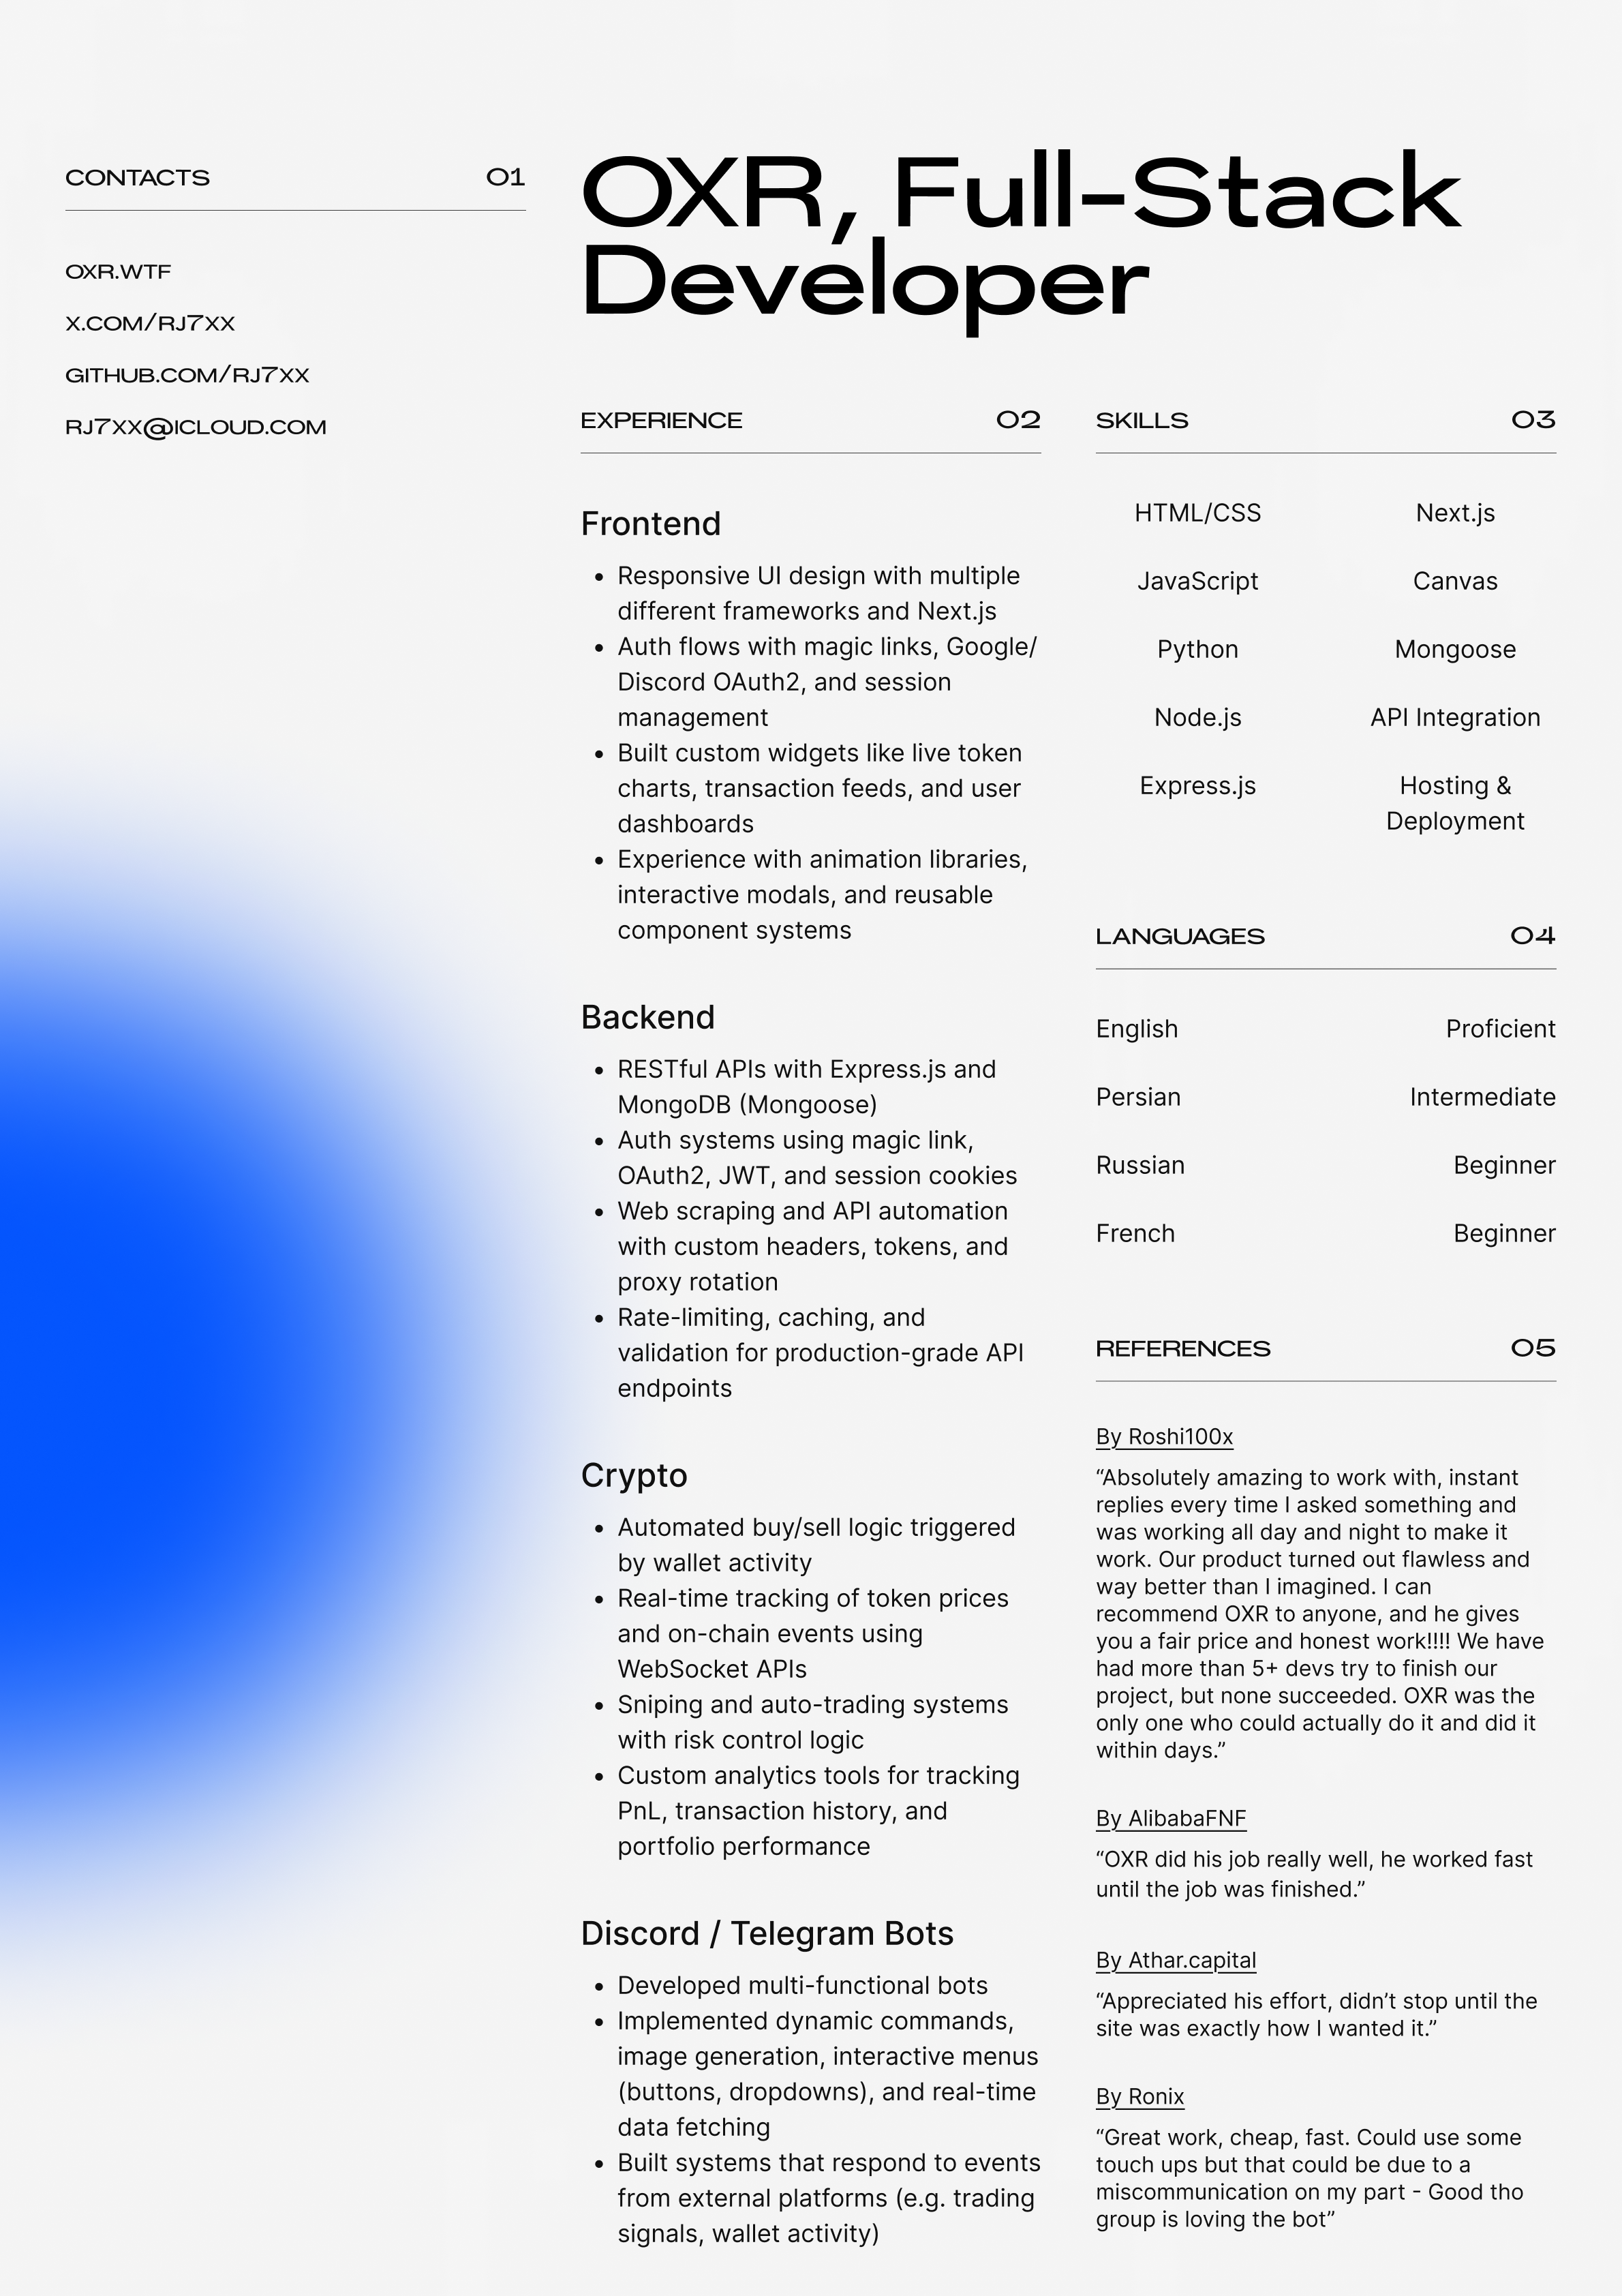 CONTACTS 01
OXR.WTF
X.COM/RJ7XX
GITHUB.COM/RJ7XX
RJ7XX@ICLOUD.COM
OXR, Full-Stack
Developer
EXPERIENCE 02
Frontend
• Responsive UI design with multiple
different frameworks and Next.js
• Auth flows with magic links, Google/
Discord OAuth2, and session
management
• Built custom widgets like live token
charts, transaction feeds, and user
dashboards
• Experience with animation libraries,
interactive modals, and reusable
component systems
Backend
• RESTful APIs with Express.js and
MongoDB (Mongoose)
• Auth systems using magic link,
OAuth2, JWT, and session cookies
• Web scraping and API automation
with custom headers, tokens, and
proxy rotation
• Rate-limiting, caching, and
validation for production-grade API
endpoints
Crypto
• Automated buy/sell logic triggered
by wallet activity
• Real-time tracking of token prices
and on-chain events using
WebSocket APIs
• Sniping and auto-trading systems
with risk control logic
• Custom analytics tools for tracking
PnL, transaction history, and
portfolio performance
Discord / Telegram Bots
• Developed multi-functional bots
• Implemented dynamic commands,
image generation, interactive menus
(buttons, dropdowns), and real-time
data fetching
• Built systems that respond to events
from external platforms (e.g. trading
signals, wallet activity)
SKILLS 03
HTML/CSS Next.js
JavaScript Canvas
Python Mongoose
Node.js API Integration
Express.js Hosting &
Deployment
LANGUAGES 04
English Proficient
Persian Intermediate
Russian Beginner
French Beginner
REFERENCES 05
By Roshi100x
“Absolutely amazing to work with, instant
replies every time I asked something and
was working all day and night to make it
work. Our product turned out flawless and
way better than I imagined. I can
recommend OXR to anyone, and he gives
you a fair price and honest work!!!! We have
had more than 5+ devs try to finish our
project, but none succeeded. OXR was the
only one who could actually do it and did it
within days.”
By AlibabaFNF
“OXR did his job really well, he worked fast
until the job was finished.”
By Athar.capital
“Appreciated his effort, didn’t stop until the
site was exactly how I wanted it.”
By Ronix
“Great work, cheap, fast. Could use some
touch ups but that could be due to a
miscommunication on my part - Good tho
group is loving the bot”